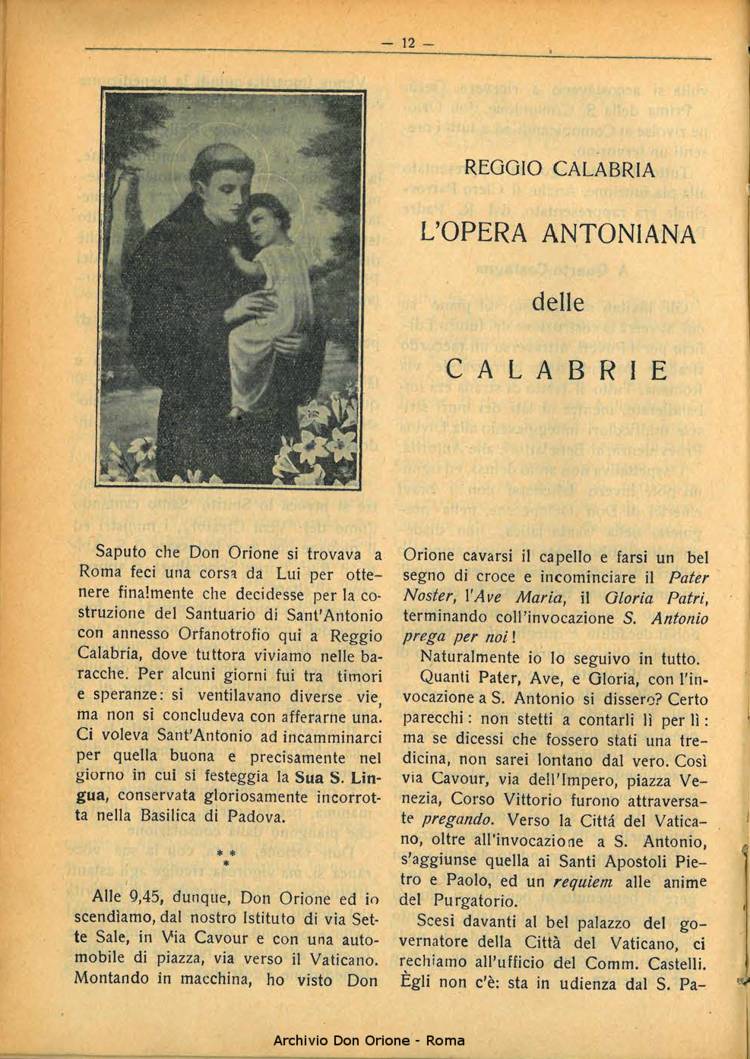 — 12 —
REGGIO CALABRIA
L'OPERA ANTONIANA
delle
CALABRIE
Saputo che Don Orione si trovava a
Roma feci una corsa da Lui per otte-
nere finalmente che decidesse per la co-
struzione del Santuario di Sant'Antonio
con annesso Orfanotrofio qui a Reggio
Calabria, dove tuttora viviamo nelle ba-
racche. Per alcuni giorni fui tra timori
e speranze: si ventilavano diverse vie,
ma non si concludeva con afferarne una.
Ci voleva Sant'Antonio ad incamminarci
per quella buona e precisamente nel
giorno in cui si festeggia la Sua S. Lin-
gua, conservata gloriosamente incorrot-
ta nella Basilica di Padova.
* *
*
Alle 9,45, dunque, Don Orione ed io
scendiamo, dal nostro Istituto di via Set-
te Sale, in Via Cavour e con una auto-
mobile di piazza, via verso il Vaticano.
Montando in macchina, ho visto Don
Orione cavarsi il capello e farsi un bel
segno di croce e incominciare il Pater
Noster, l'Ave Maria, il Gloria Patri,
terminando coll'invocazione S. Antonio
prega per noi!
Naturalmente io lo seguivo in tutto.
Quanti Pater, Ave, e Gloria, con l'in-
vocazione a S. Antonio si dissero? Certo
parecchi: non stetti a contarli lì per lì:
ma se dicessi che fossero stati una tre-
dicina, non sarei lontano dal vero. Così
via Cavour, via dell'Impero, piazza Ve-
nezia, Corso Vittorio furono attraversa-
te pregando. Verso la Cittá del Vatica-
no, oltre all'invocazione a S. Antonio,
s'aggiunse quella ai Santi Apostoli Pie-
tro e Paolo, ed un requiem alle anime
del Purgatorio.
Scesi davanti al bel palazzo del go-
vernatore della Città del Vaticano, ci
rechiamo all'ufficio del Comm. Castelli.
Ègli non c'è: sta in udienza dal S. Pa-
Archivio Don Orione - Roma